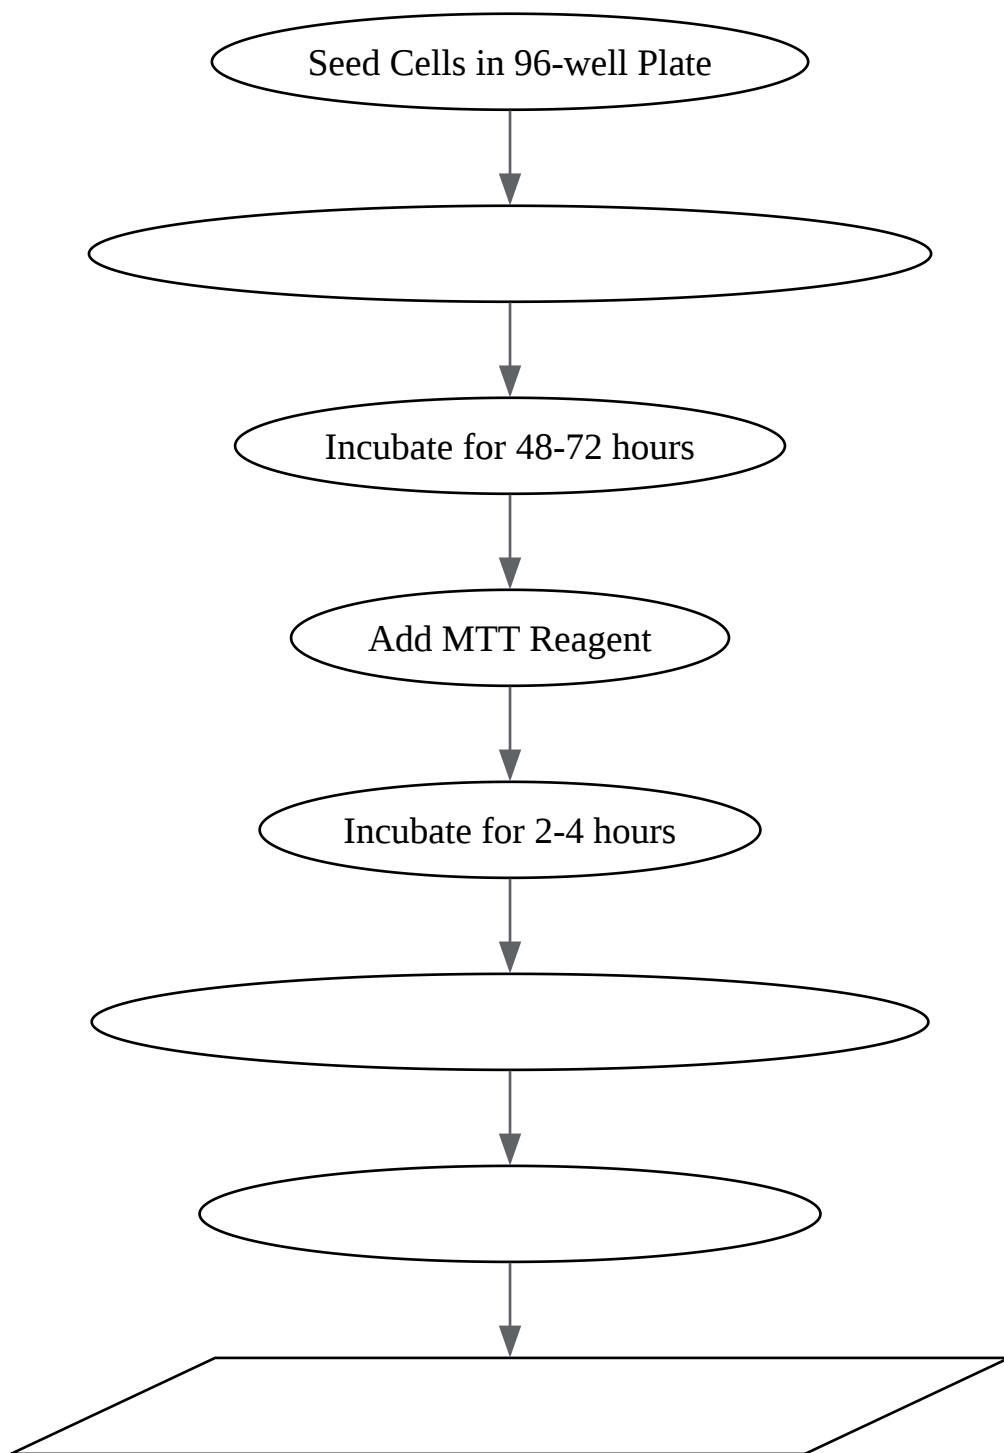 Seed Cells in 96-well Plate
Incubate for 48-72 hours
Add MTT Reagent
Incubate for 2-4 hours